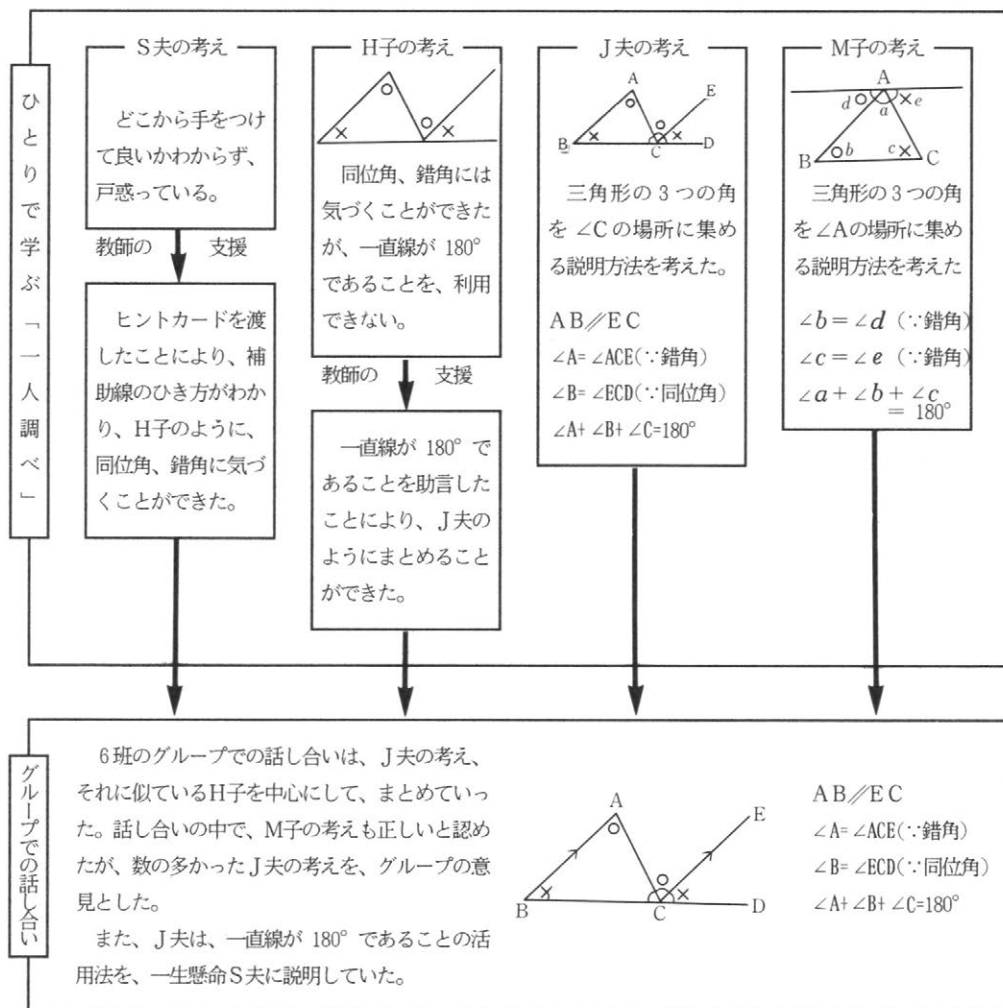 ひとりで学ぶ「一人調べ」
S夫の考え
どこから手をつけ
て良いかわからず、
戸惑っている。
教師の 支援
ヒントカードを渡
したことにより、補
助線のひき方がわか
り、H子のように、
同位角、錯角に気づ
くことができた。
H子の考え
○
×
○
×
同位角、錯角には
気づくことができた
が、一直線が 180°
であることを、利用
できない。
教師の 支援
一直線が 180° で
あることを助言した
ことにより、J夫の
ようにまとめること
ができた。
J夫の考え
A
○
E
B
×
○
×
C
D
三角形の3つの角
を ∠Cの場所に集め
る説明方法を考えた。
AB∥EC
∠A=∠ACE(∵錯角)
∠B=∠ECD(∵同位角)
∠A+∠B+∠C=180°
M子の考え
A
d ○ a × e
B ○ b c × C
三角形の3つの角
を∠Aの場所に集め
る説明方法を考えた
∠b=∠d (∵錯角)
∠c=∠e (∵錯角)
∠a+∠b+∠c
= 180°
グループでの話し合い
6班のグループでの話し合いは、J夫の考え、
それに似ているH子を中心にして、まとめていっ
た。話し合いの中で、M子の考えも正しいと認め
たが、数の多かったJ夫の考えを、グループの意
見とした。
また、J夫は、一直線が 180° であることの活
用法を、一生懸命S夫に説明していた。
A
○
E
B
×
○
×
C
D
AB∥EC
∠A=∠ACE(∵錯角)
∠B=∠ECD(∵同位角)
∠A+∠B+∠C=180°